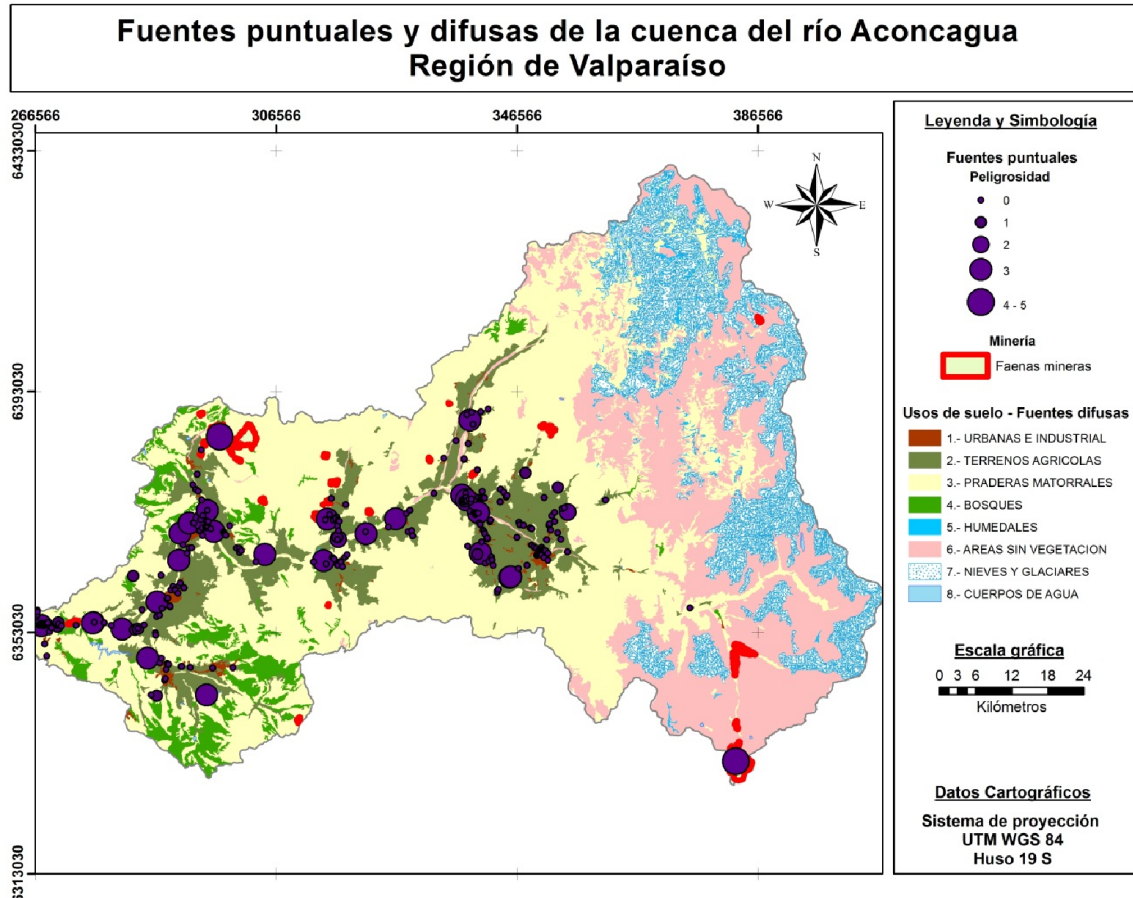 Fuentes puntuales y difusas de la cuenca del río Aconcagua
Región de Valparaíso
266566 306566 346566 386566
6433030
6393030
6353030
6313030
N
W E
S
Leyenda y Simbología
Fuentes puntuales
Peligrosidad
0
1
2
3
4 - 5
Minería
Faenas mineras
Usos de suelo - Fuentes difusas
1.- URBANAS E INDUSTRIAL
2.- TERRENOS AGRICOLAS
3.- PRADERAS MATORRALES
4.- BOSQUES
5.- HUMEDALES
6.- AREAS SIN VEGETACION
7.- NIEVES Y GLACIARES
8.- CUERPOS DE AGUA
Escala gráfica
0 3 6 12 18 24
Kilómetros
Datos Cartográficos
Sistema de proyección
UTM WGS 84
Huso 19 S